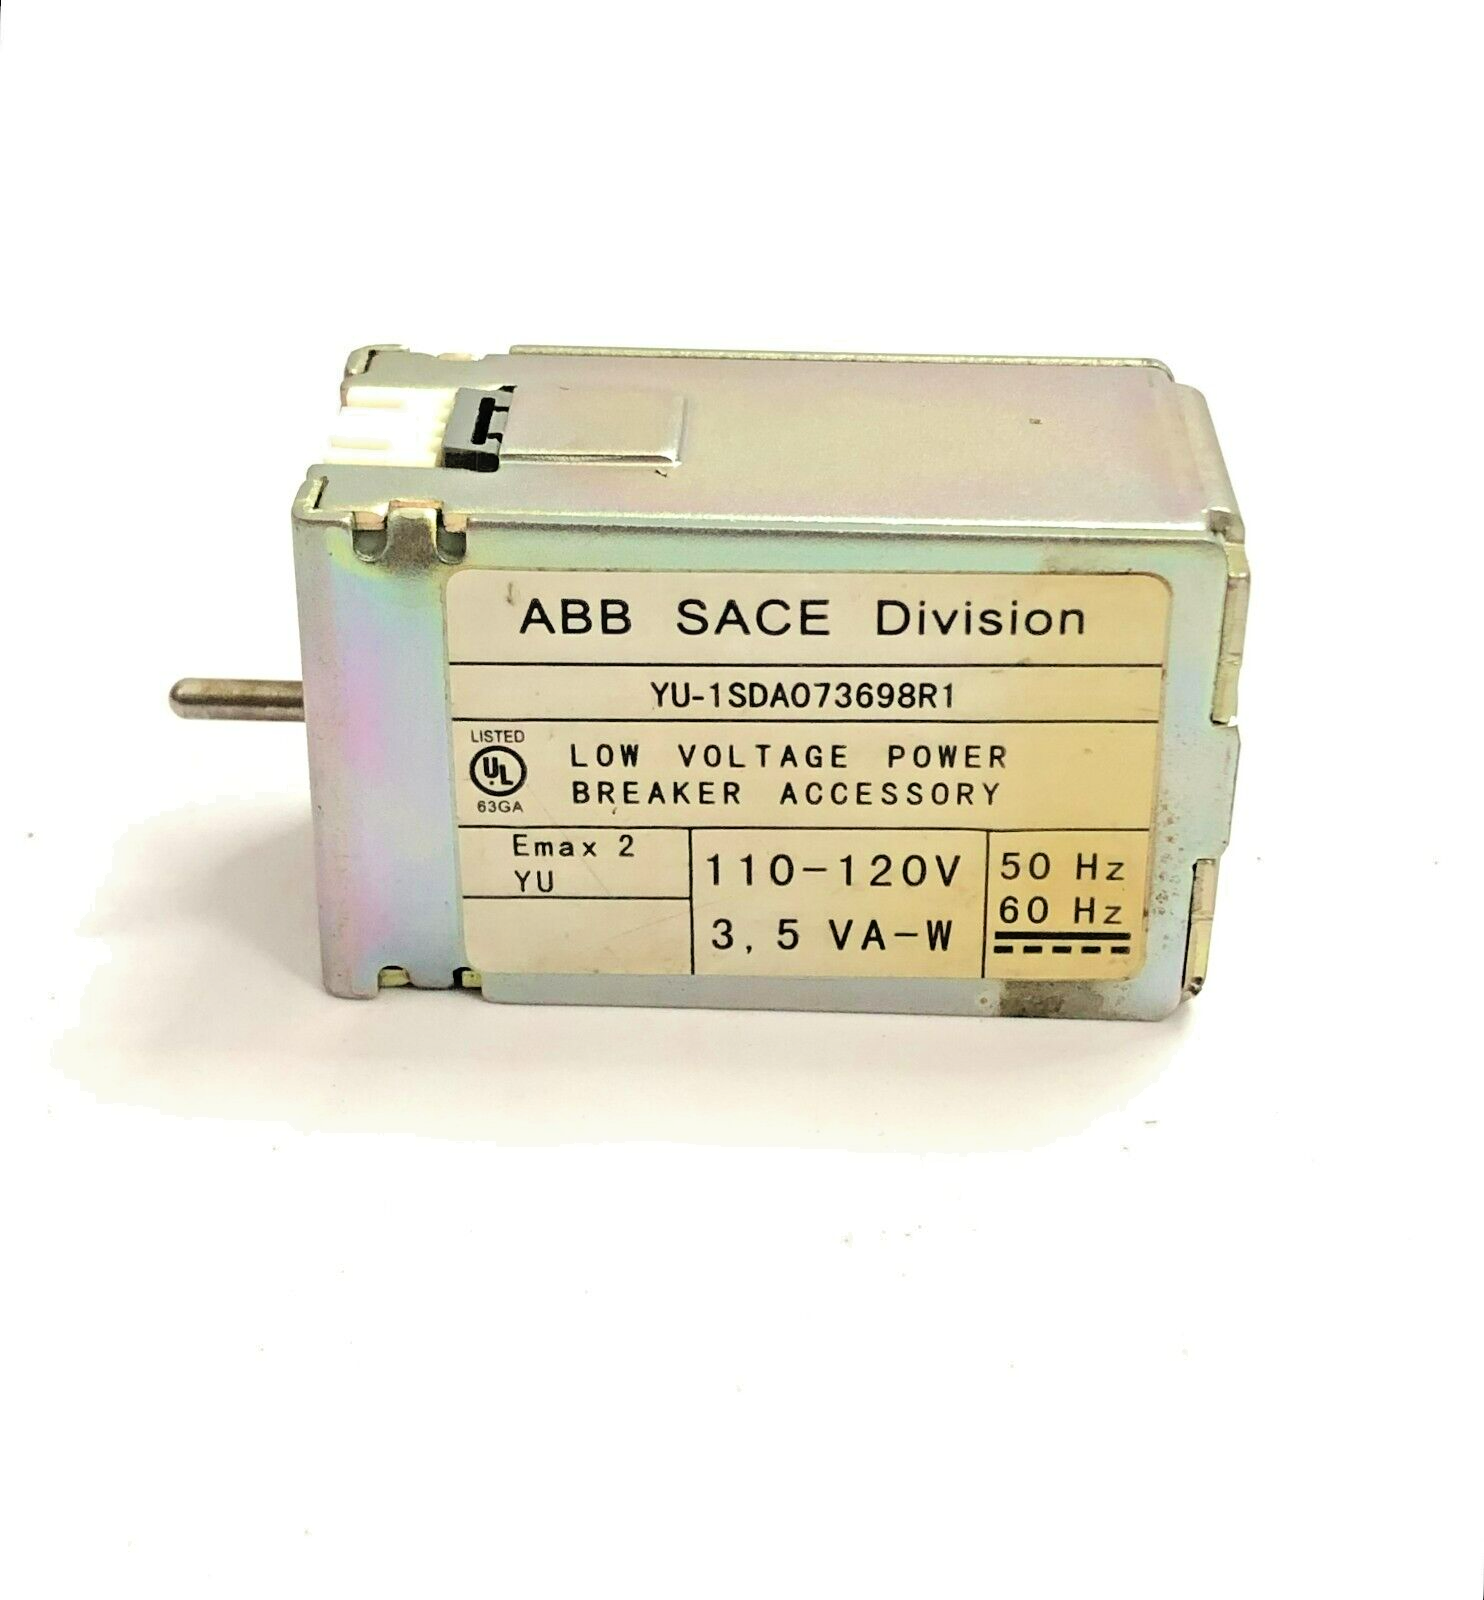 ABB SACE Division
YU-1SDA073698R1
LISTED
UL
63GA
LOW VOLTAGE POWER
BREAKER ACCESSORY
Emax 2
YU
110-120V
3,5 VA-W
50 Hz
60 Hz